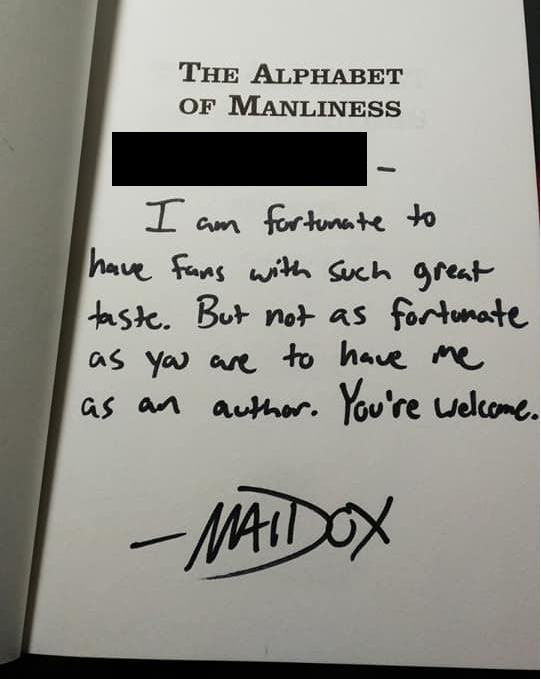 THE ALPHABET
OF MANLINESS
–
I am fortunate to
have fans with such great
taste. But not as fortunate
as you are to have me
as an author. You're welcome.
– MADDOX